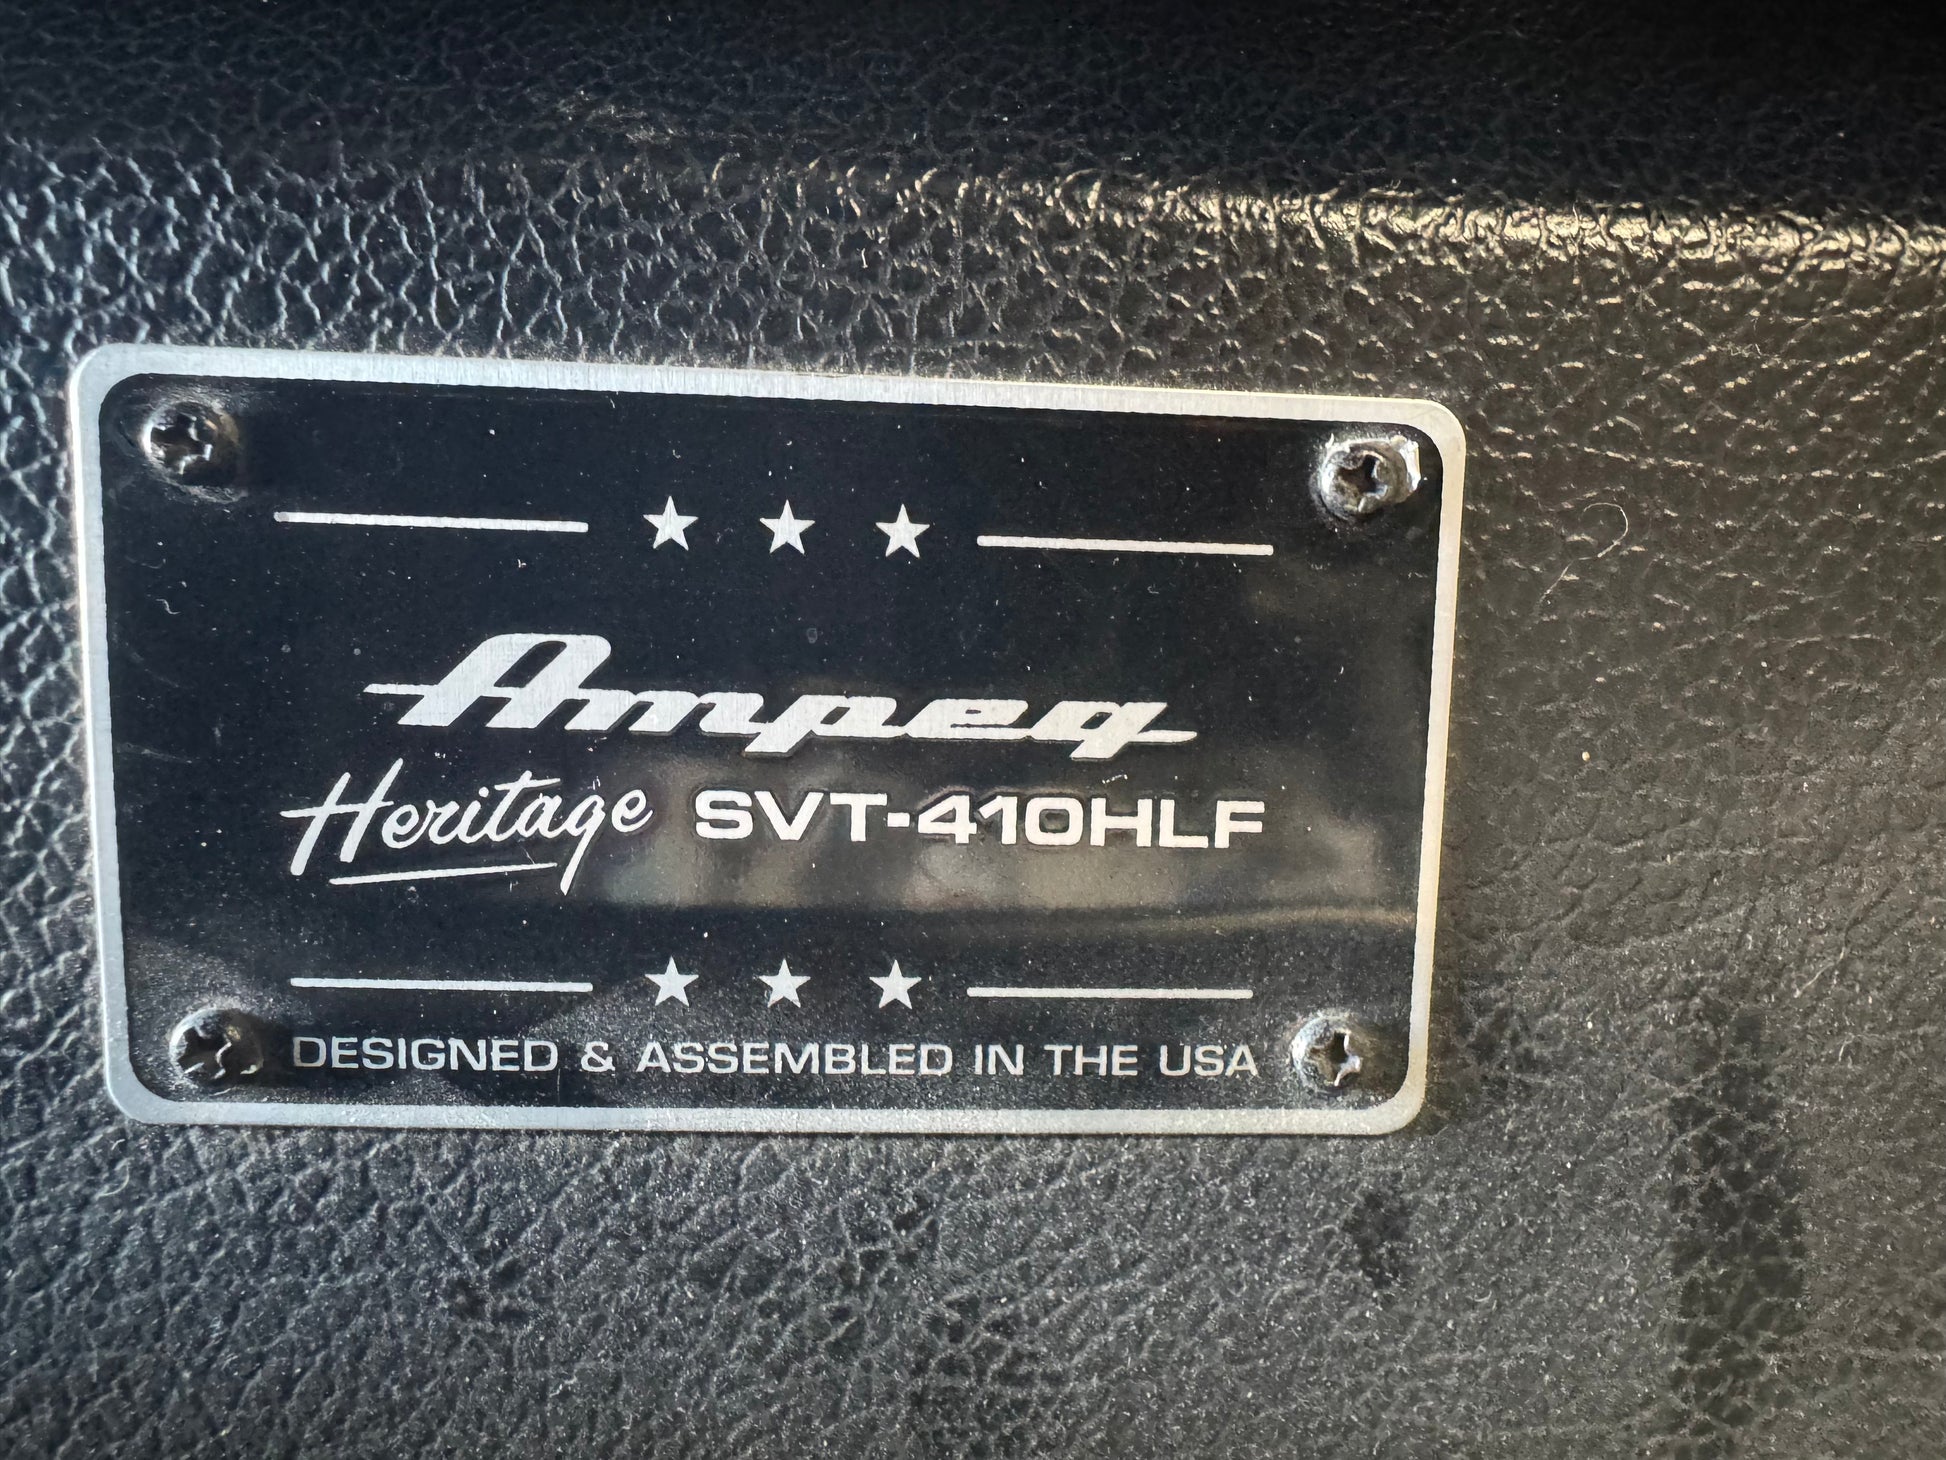 Ampeg
Heritage SVT-410HLF
DESIGNED & ASSEMBLED IN THE USA